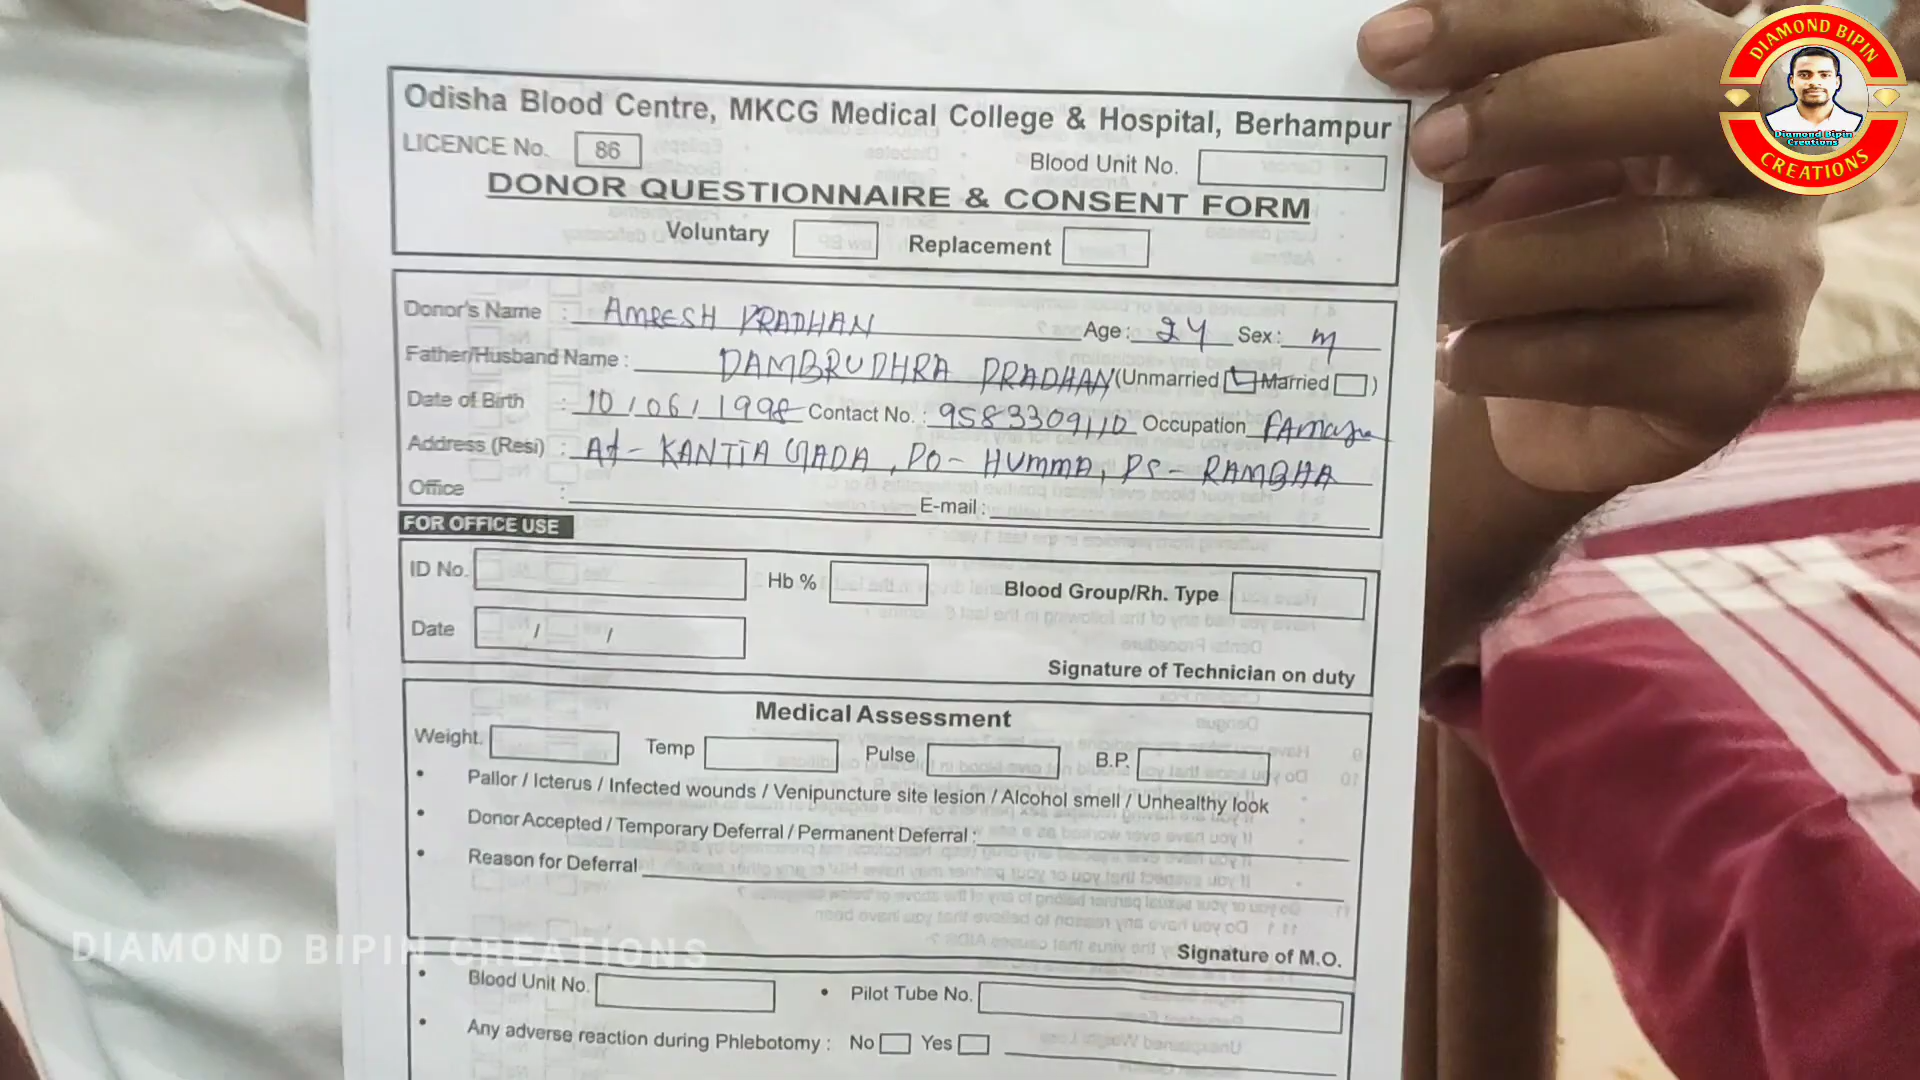 DIAMOND BIPIN
Diamond Bipin
Creations
CREATIONS
Odisha Blood Centre, MKCG Medical College & Hospital, Berhampur
LICENCE No. 86
Blood Unit No.
DONOR QUESTIONNAIRE & CONSENT FORM
Voluntary Replacement
Donor's Name : AMRESH PRADHAN Age : 24 Sex : M
Father/Husband Name : DAMBRUDHRA PRADHAN (Unmarried Married )
Date of Birth : 10/06/1998 Contact No. : 9583309110 Occupation
Address (Resi) : At - KANTIA GADA, PO - HUMMA, PS - RAMBHA
Office : E-mail :
FOR OFFICE USE
ID No. Hb % Blood Group/Rh. Type
Date / /
Signature of Technician on duty
Medical Assessment
Weight. Temp Pulse B.P.
• Pallor / Icterus / Infected wounds / Venipuncture site lesion / Alcohol smell / Unhealthy look
• Donor Accepted / Temporary Deferral / Permanent Deferral :
• Reason for Deferral
DIAMOND BIPIN CREATIONS
Signature of M.O.
• Blood Unit No. • Pilot Tube No.
• Any adverse reaction during Phlebotomy : No Yes